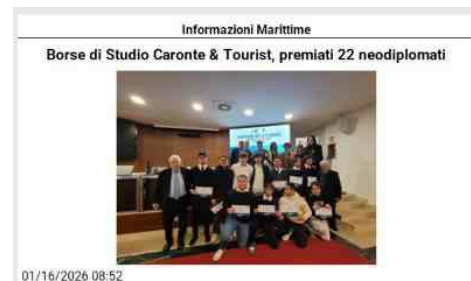 Informazioni Marittime
Borse di Studio Caronte & Tourist, premiati 22 neodiplomati
01/16/2026 08:52